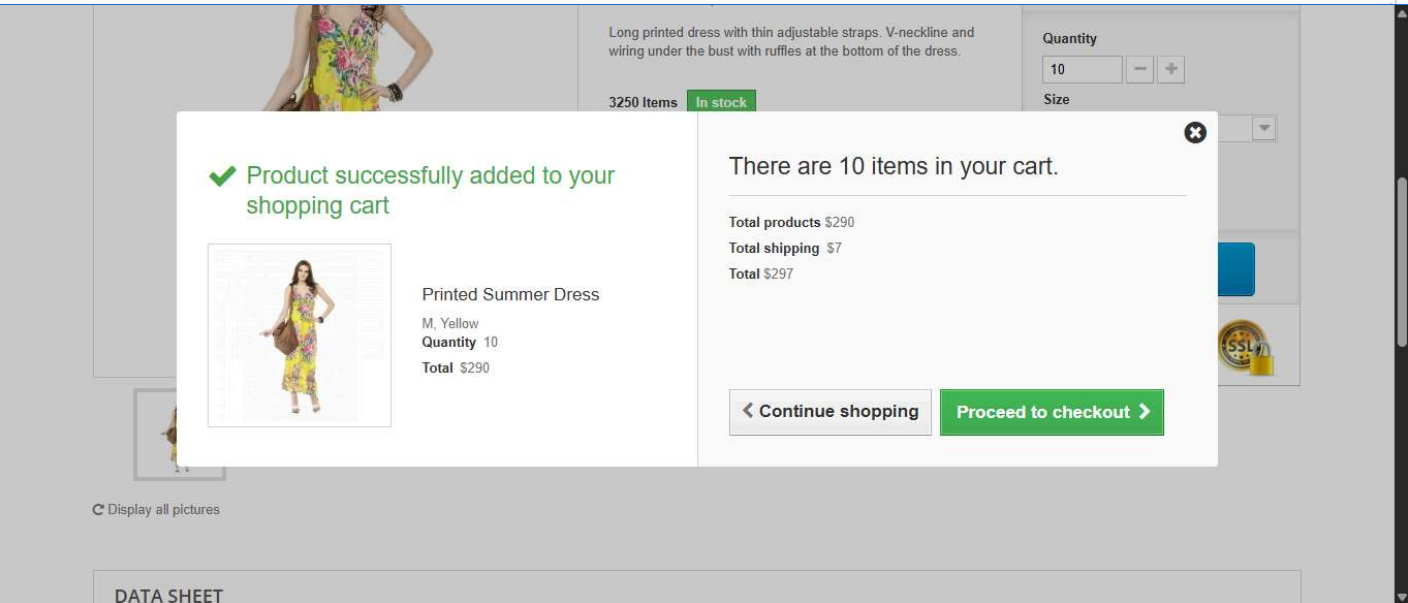 Long printed dress with thin adjustable straps. V-neckline and
wiring under the bust with ruffles at the bottom of the dress.
3250 Items In stock
Quantity
10
Size
Product successfully added to your
shopping cart
Printed Summer Dress
M, Yellow
Quantity 10
Total $290
There are 10 items in your cart.
Total products $290
Total shipping $7
Total $297
Continue shopping
Proceed to checkout
SSL
Display all pictures
DATA SHEET